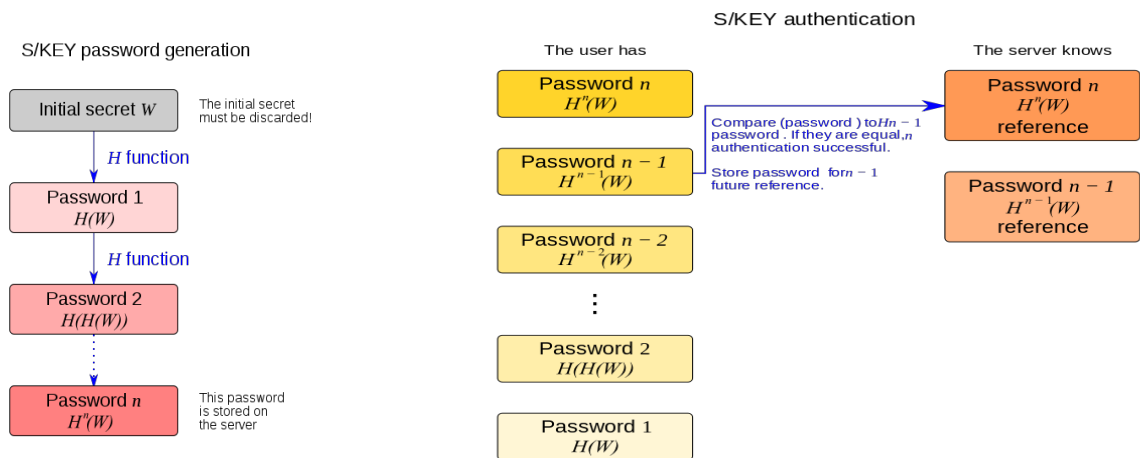 S/KEY password generation
Initial secret W
The initial secret
must be discarded!
H function
Password 1
H(W)
H function
Password 2
H(H(W))
Password n
Hⁿ(W)
This password
is stored on
the server
S/KEY authentication
The user has
Password n
Hⁿ(W)
Password n − 1
Hⁿ⁻¹(W)
Password n − 2
Hⁿ⁻²(W)
⋮
Password 2
H(H(W))
Password 1
H(W)
Compare (password ) toHn − 1
password . If they are equal,n
authentication successful.
Store password forn − 1
future reference.
The server knows
Password n
Hⁿ(W)
reference
Password n − 1
Hⁿ⁻¹(W)
reference